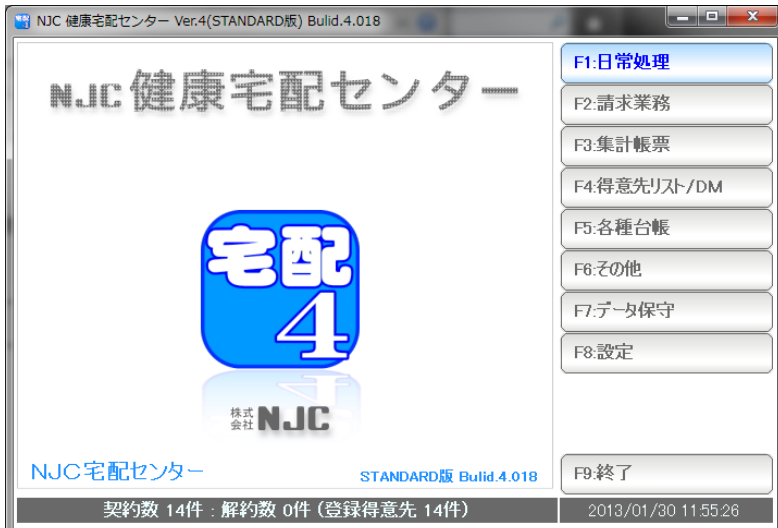 NJC 健康宅配センター Ver.4(STANDARD版) Bulid.4.018
NJC健康宅配センター
宅配
4
株式会社 NJC
NJC宅配センター
STANDARD版 Bulid.4.018
F1:日常処理
F2:請求業務
F3:集計帳票
F4:得意先リスト/DM
F5:各種台帳
F6:その他
F7:データ保守
F8:設定
F9:終了
契約数 14件 : 解約数 0件 (登録得意先 14件)
2013/01/30 11:55:26